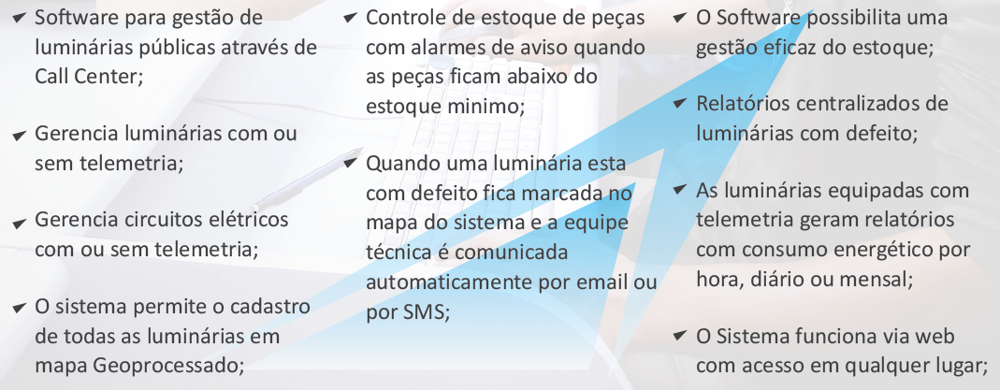 Software para gestão de
luminárias públicas através de
Call Center;
Gerencia luminárias com ou
sem telemetria;
Gerencia circuitos elétricos
com ou sem telemetria;
O sistema permite o cadastro
de todas as luminárias em
mapa Geoprocessado;
Controle de estoque de peças
com alarmes de aviso quando
as peças ficam abaixo do
estoque minimo;
Quando uma luminária esta
com defeito fica marcada no
mapa do sistema e a equipe
técnica é comunicada
automaticamente por email ou
por SMS;
O Software possibilita uma
gestão eficaz do estoque;
Relatórios centralizados de
luminárias com defeito;
As luminárias equipadas com
telemetria geram relatórios
com consumo energético por
hora, diário ou mensal;
O Sistema funciona via web
com acesso em qualquer lugar;